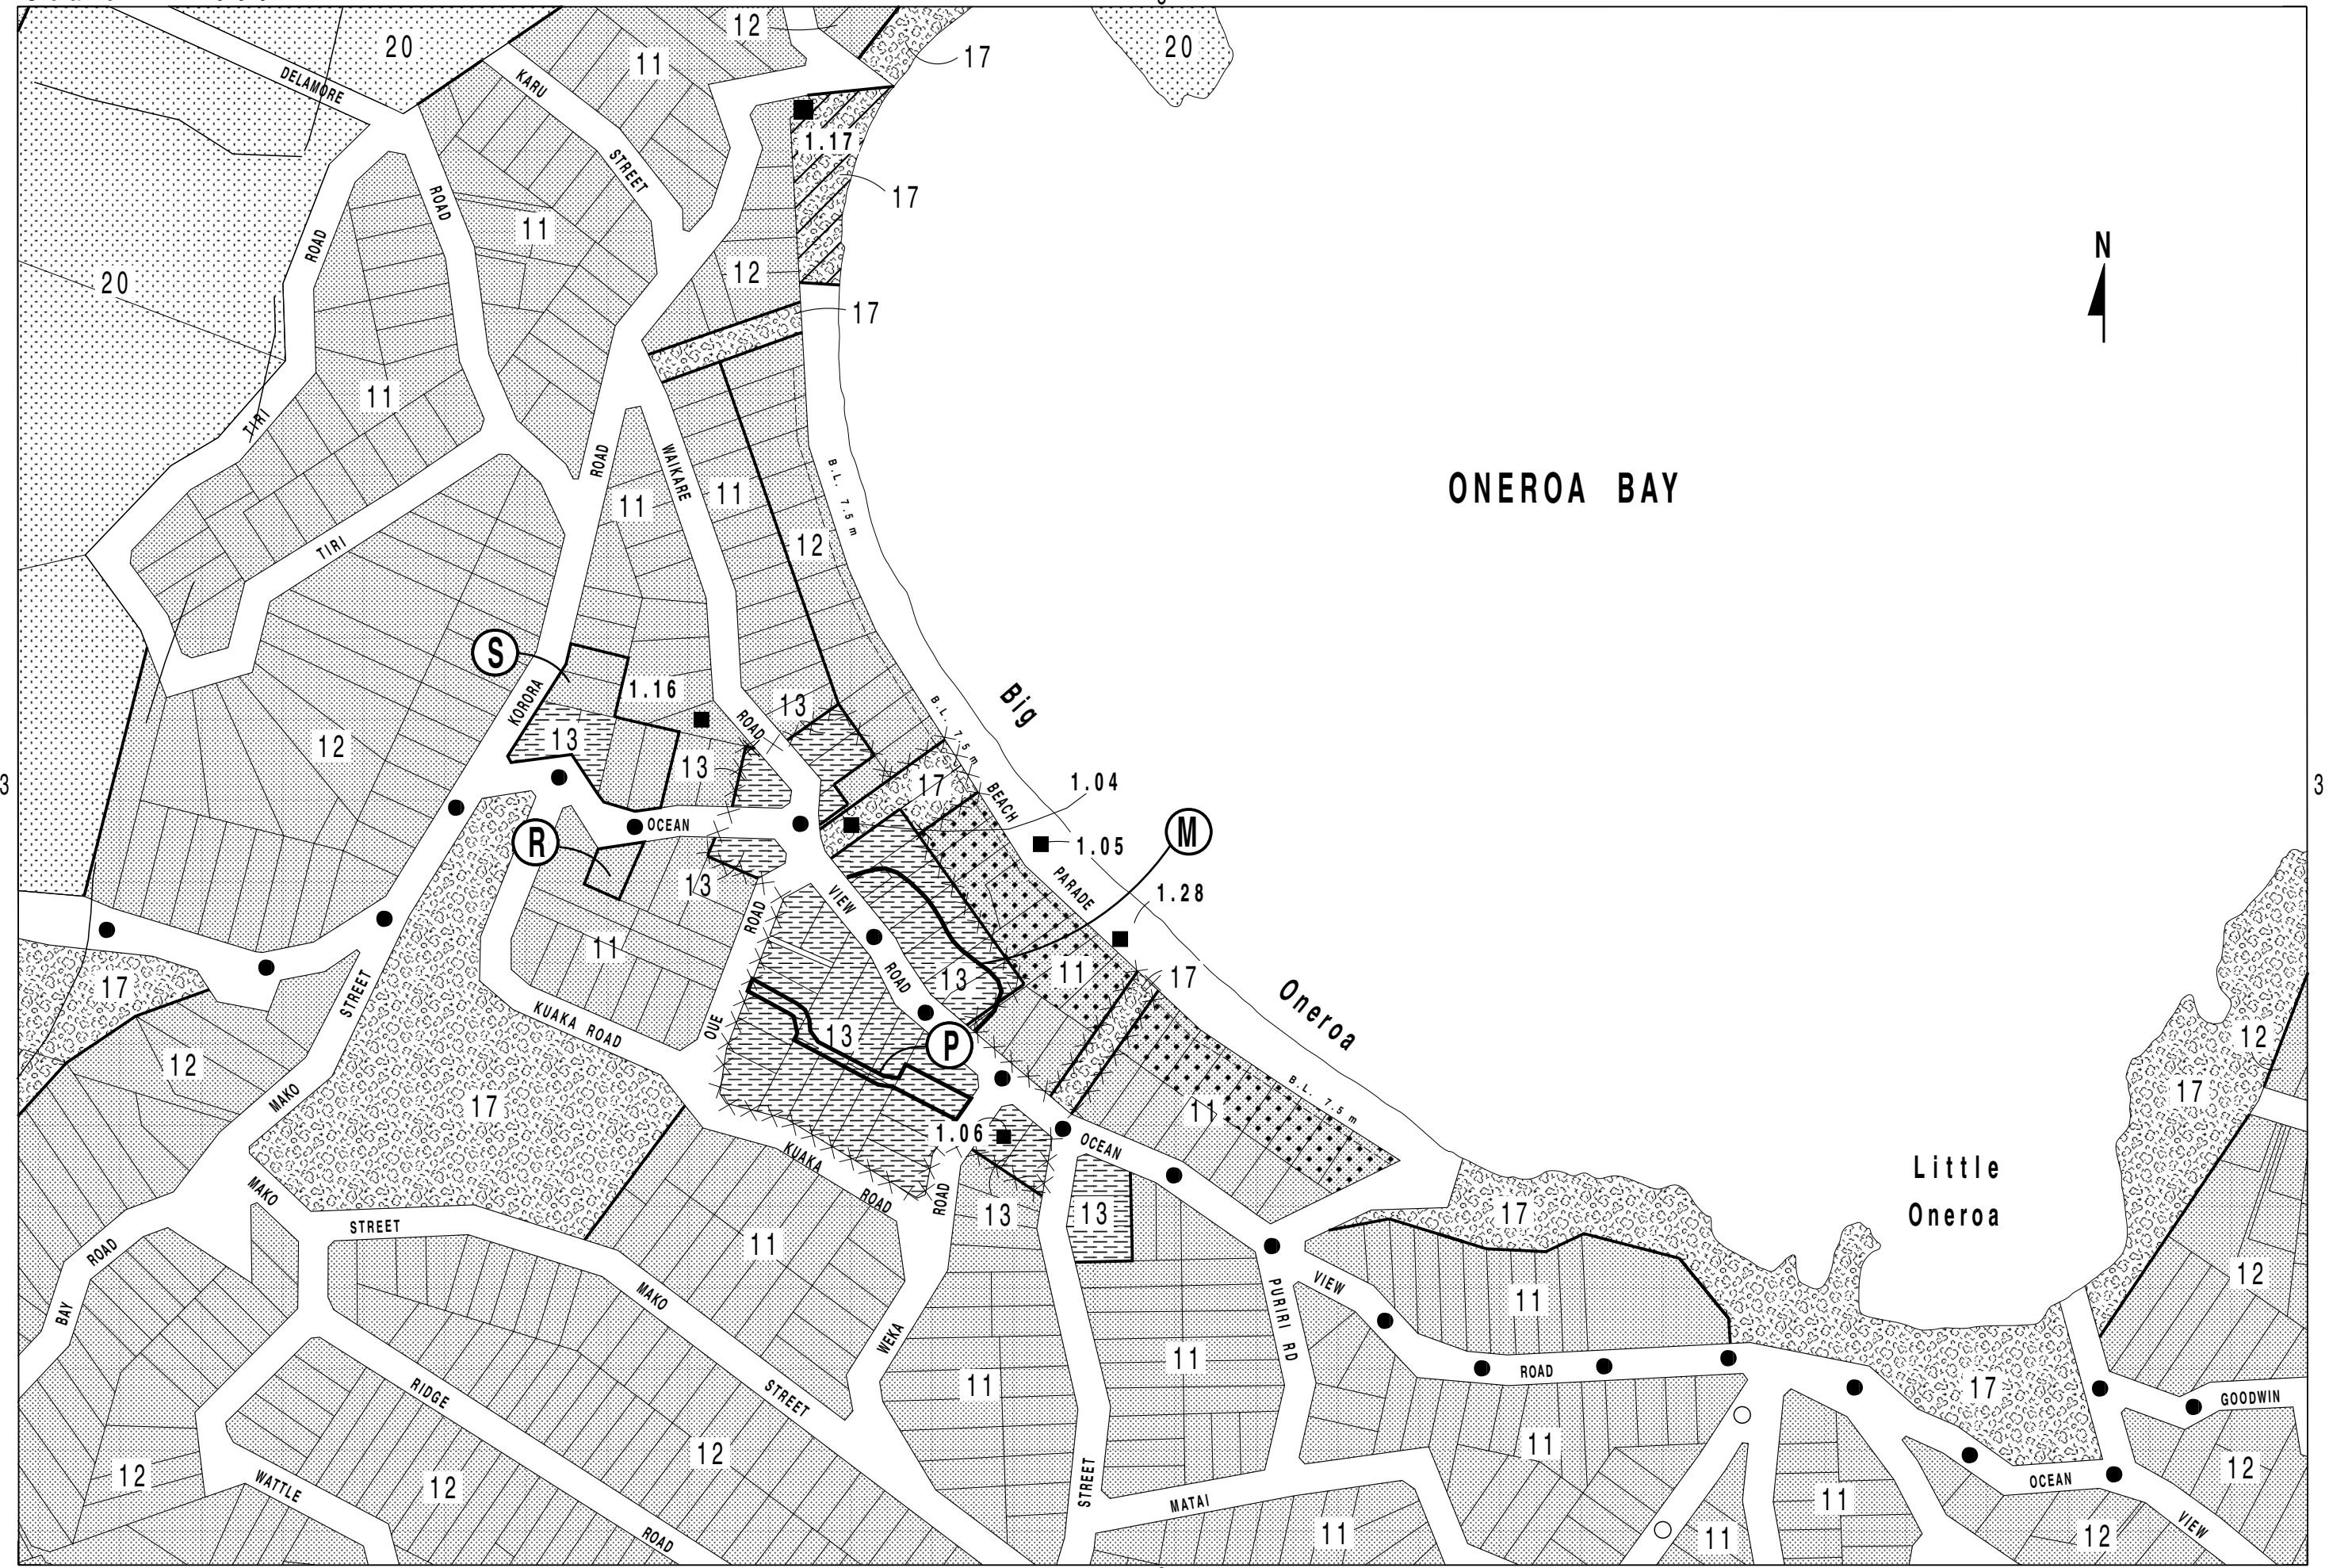 12
20
11
17
20
DELAMORE
KARU
STREET
1.17
17
ROAD
11
ROAD
N
12
20
17
11
TIRI
ROAD
WAIKARE
ONEROA BAY
B.L. 7.5 m
11
11
12
TIRI
S
1.16
Big
KORORA
13
ROAD
B.L. 7.5 m
12
13
13
17
BEACH
1.04
3
3
OCEAN
M
R
1.05
13
VIEW
PARADE
1.28
ROAD
11
17
STREET
ROAD
13
11
17
Oneroa
KUAKA ROAD
OUE
13
P
12
12
B.L. 7.5 m
MAKO
17
11
17
1.06
OCEAN
KUAKA
ROAD
ROAD
Little
Oneroa
MAKO
STREET
13
13
17
ROAD
11
12
BAY
MAKO
WEKA
PURIRI RD
VIEW
11
11
ROAD
RIDGE
STREET
11
17
GOODWIN
12
12
12
11
WATTLE
STREET
MATAI
11
OCEAN
12
ROAD
11
11
12
VIEW